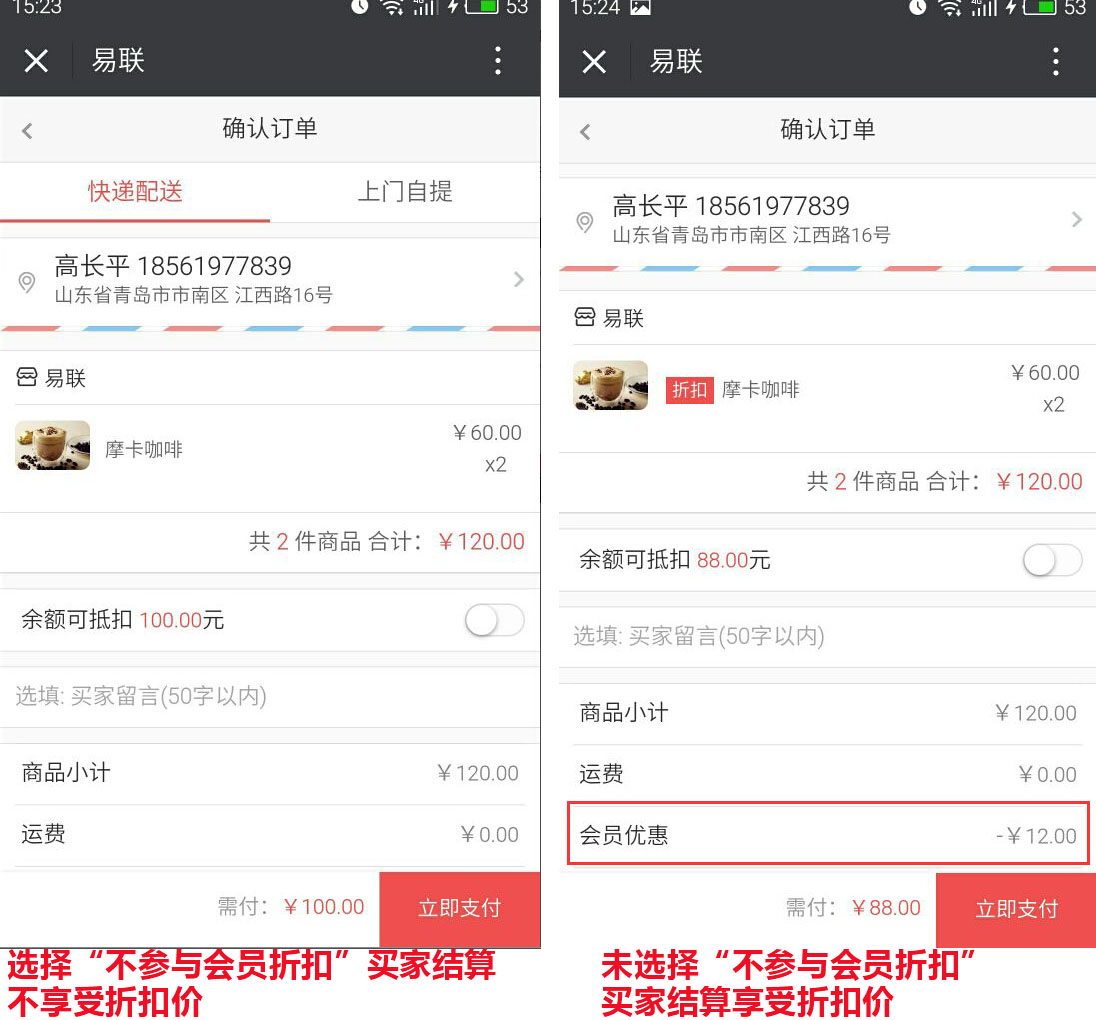 15:23
4G
53
易联
确认订单
快递配送
上门自提
高长平 18561977839
山东省青岛市市南区 江西路16号
易联
摩卡咖啡
￥60.00
x2
共 2 件商品 合计：￥120.00
余额可抵扣 100.00元
选填: 买家留言(50字以内)
商品小计
￥120.00
运费
￥0.00
需付：￥100.00
立即支付
选择“不参与会员折扣”买家结算
不享受折扣价
15:24
4G
53
易联
确认订单
高长平 18561977839
山东省青岛市市南区 江西路16号
易联
折扣 摩卡咖啡
￥60.00
x2
共 2 件商品 合计：￥120.00
余额可抵扣 88.00元
选填: 买家留言(50字以内)
商品小计
￥120.00
运费
￥0.00
会员优惠
-￥12.00
需付：￥88.00
立即支付
未选择“不参与会员折扣”
买家结算享受折扣价